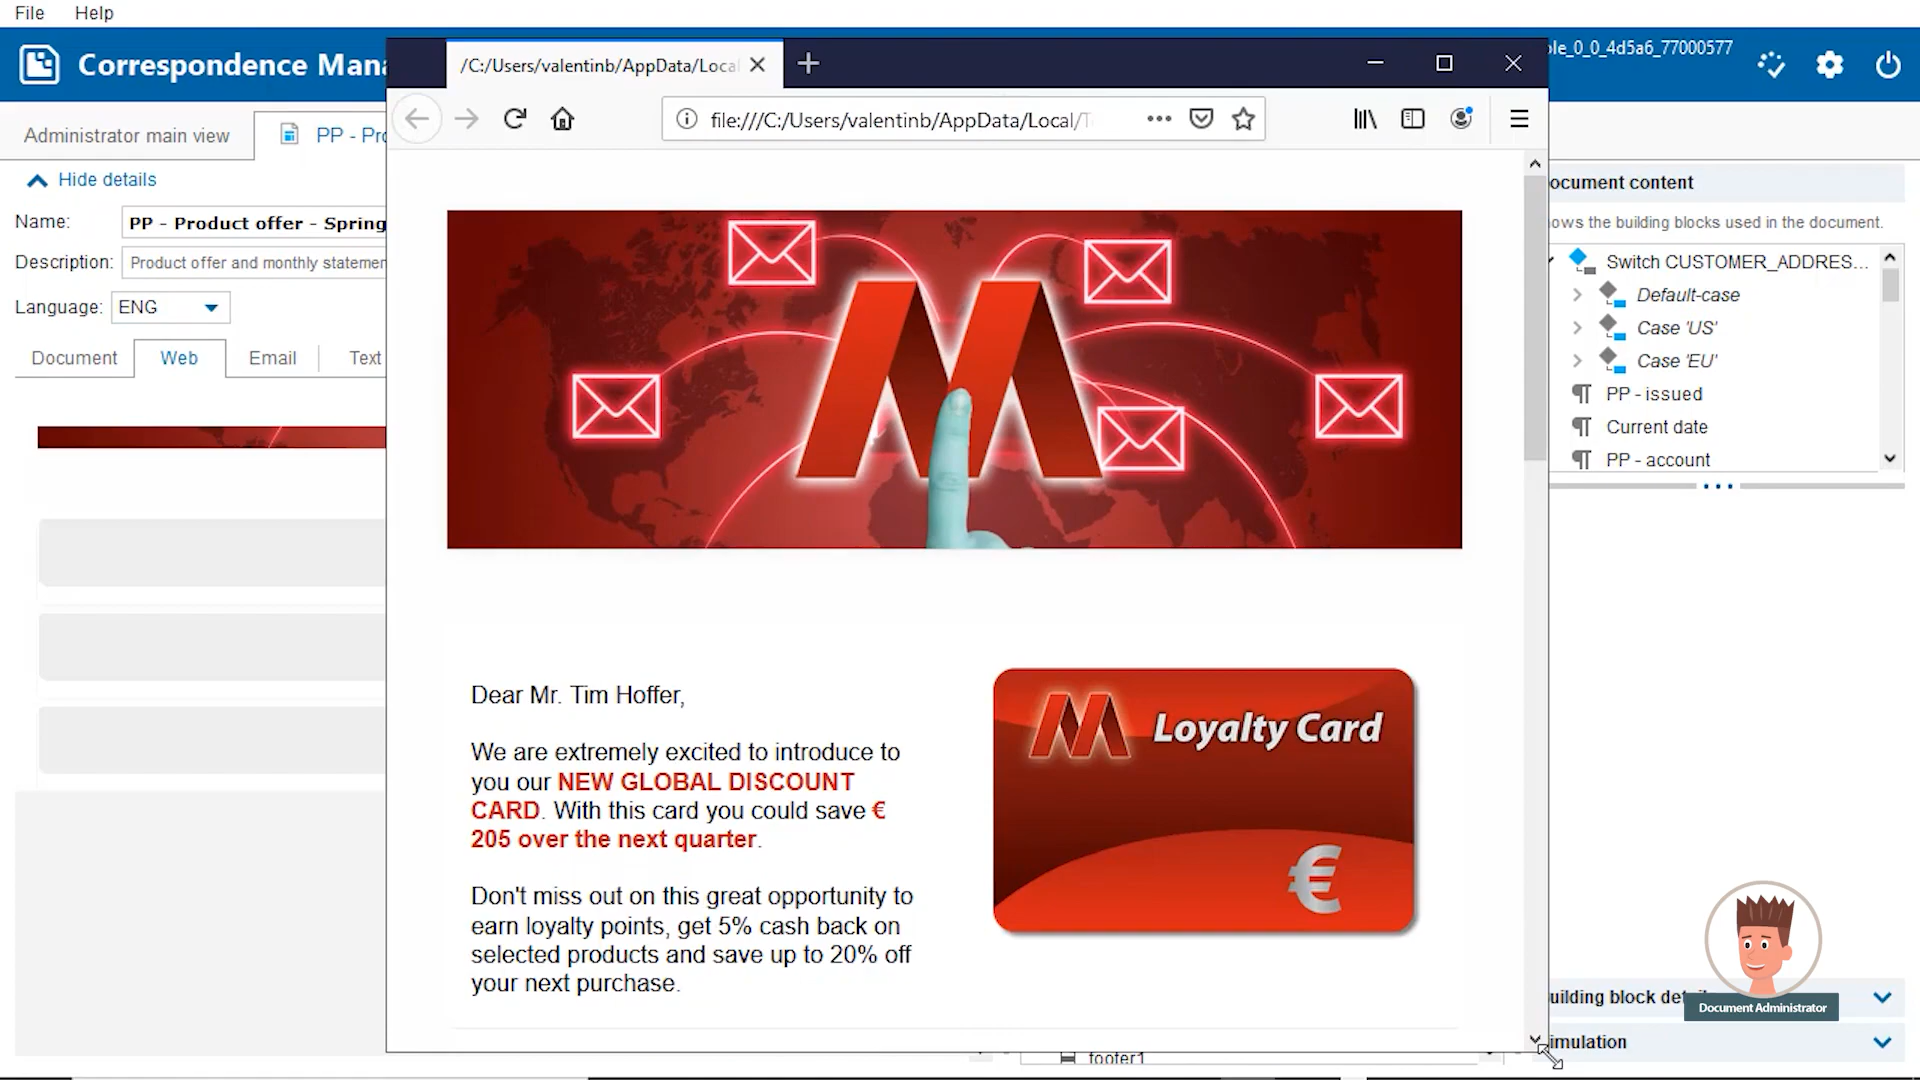 File Help
Correspondence Mana
ple_0_0_4d5a6_77000577
/C:/Users/valentinb/AppData/Loca
Administrator main view
PP - Pro
file:///C:/Users/valentinb/AppData/Local/T
Hide details
Name: PP - Product offer - Spring
Description: Product offer and monthly statemen
Language: ENG
Document Web Email Text
ocument content
ows the building blocks used in the document.
Switch CUSTOMER_ADDRES...
Default-case
Case 'US'
Case 'EU'
PP - issued
Current date
PP - account
M
Dear Mr. Tim Hoffer,
We are extremely excited to introduce to
you our NEW GLOBAL DISCOUNT
CARD. With this card you could save €
205 over the next quarter.
Don't miss out on this great opportunity to
earn loyalty points, get 5% cash back on
selected products and save up to 20% off
your next purchase.
M Loyalty Card
€
uilding block det
Document Administrator
imulation
footer1